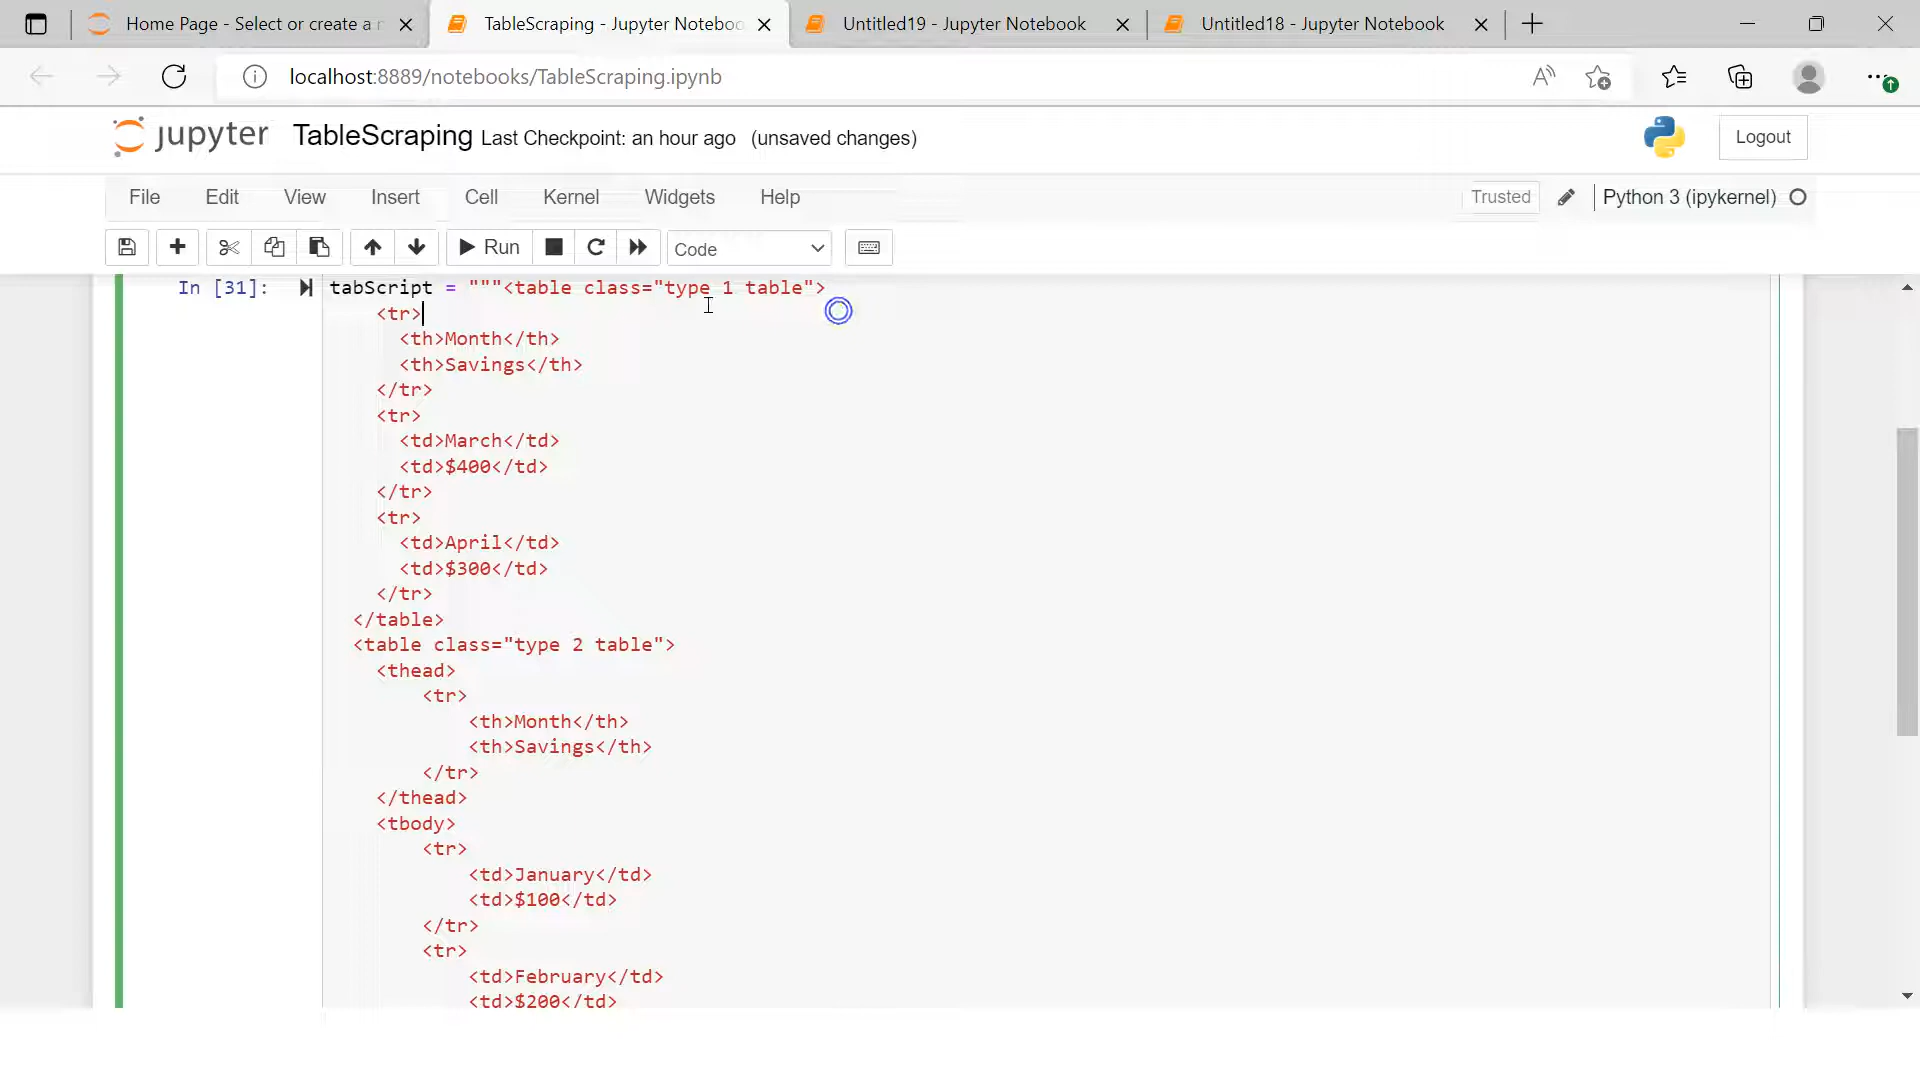 Home Page - Select or create a n
TableScraping - Jupyter Noteboo
Untitled19 - Jupyter Notebook
Untitled18 - Jupyter Notebook
localhost:8889/notebooks/TableScraping.ipynb
jupyter TableScraping Last Checkpoint: an hour ago (unsaved changes)
Logout
File Edit View Insert Cell Kernel Widgets Help
Trusted Python 3 (ipykernel)
Run Code
In [31]: tabScript = """<table class="type 1 table">
<tr>
<th>Month</th>
<th>Savings</th>
</tr>
<tr>
<td>March</td>
<td>$400</td>
</tr>
<tr>
<td>April</td>
<td>$300</td>
</tr>
</table>
<table class="type 2 table">
<thead>
<tr>
<th>Month</th>
<th>Savings</th>
</tr>
</thead>
<tbody>
<tr>
<td>January</td>
<td>$100</td>
</tr>
<tr>
<td>February</td>
<td>$200</td>